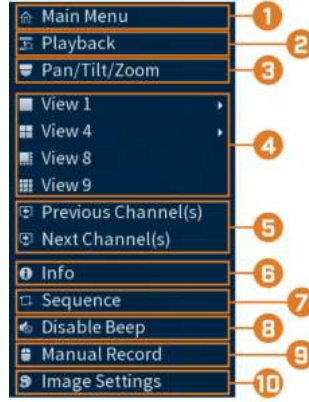 Main Menu 1
Playback 2
Pan/Tilt/Zoom 3
View 1
View 4 4
View 8
View 9
Previous Channel(s) 5
Next Channel(s)
Info 6
Sequence 7
Disable Beep 8
Manual Record 9
Image Settings 10